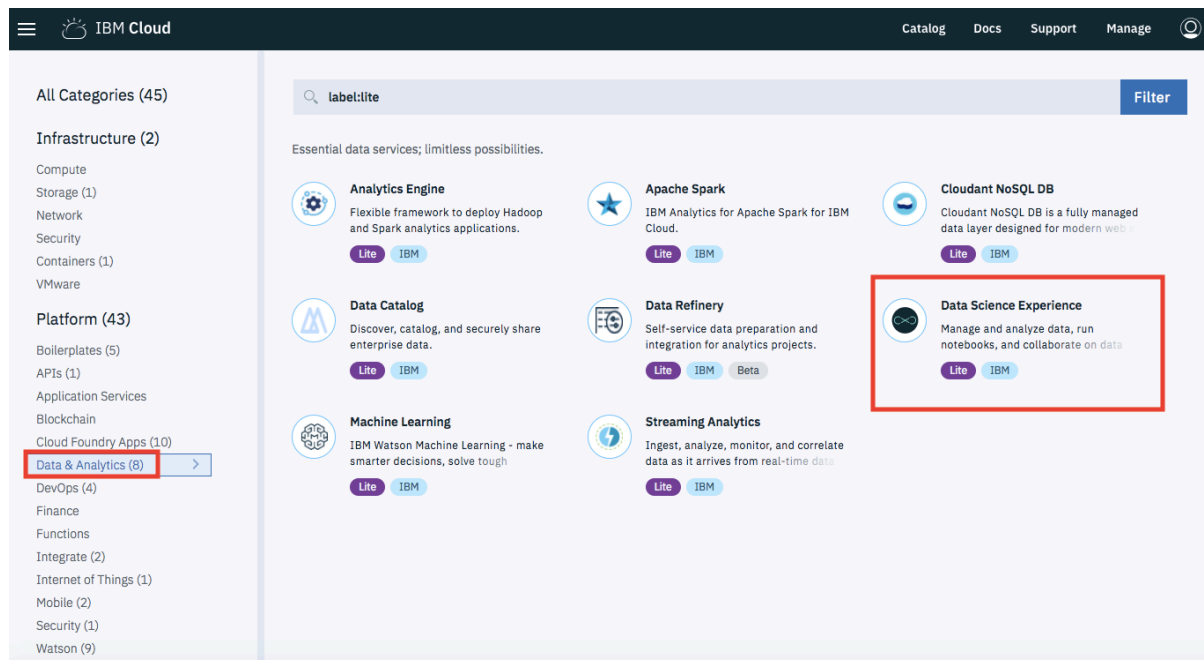 IBM Cloud
Catalog Docs Support Manage
All Categories (45)
Infrastructure (2)
Compute
Storage (1)
Network
Security
Containers (1)
VMware
Platform (43)
Boilerplates (5)
APIs (1)
Application Services
Blockchain
Cloud Foundry Apps (10)
Data & Analytics (8)
DevOps (4)
Finance
Functions
Integrate (2)
Internet of Things (1)
Mobile (2)
Security (1)
Watson (9)
label:lite
Filter
Essential data services; limitless possibilities.
Analytics Engine
Flexible framework to deploy Hadoop
and Spark analytics applications.
Lite IBM
Apache Spark
IBM Analytics for Apache Spark for IBM
Cloud.
Lite IBM
Cloudant NoSQL DB
Cloudant NoSQL DB is a fully managed
data layer designed for modern web
Lite IBM
Data Catalog
Discover, catalog, and securely share
enterprise data.
Lite IBM
Data Refinery
Self-service data preparation and
integration for analytics projects.
Lite IBM Beta
Data Science Experience
Manage and analyze data, run
notebooks, and collaborate on data
Lite IBM
Machine Learning
IBM Watson Machine Learning - make
smarter decisions, solve tough
Lite IBM
Streaming Analytics
Ingest, analyze, monitor, and correlate
data as it arrives from real-time data
Lite IBM